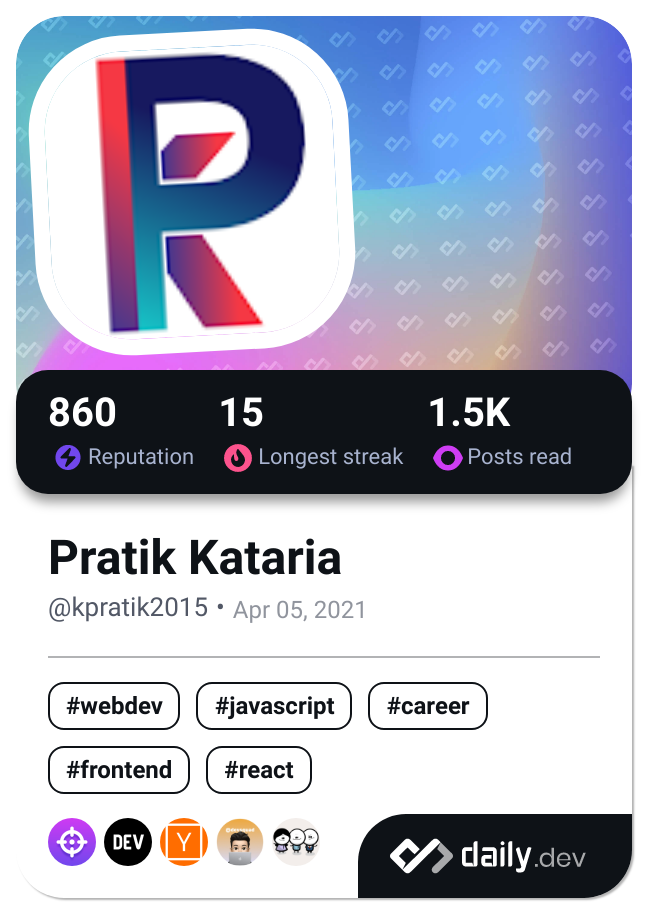 860 15 1.5K
Reputation Longest streak Posts read
Pratik Kataria
@kpratik2015 • Apr 05, 2021
#webdev #javascript #career
#frontend #react
DEV Y
daily.dev